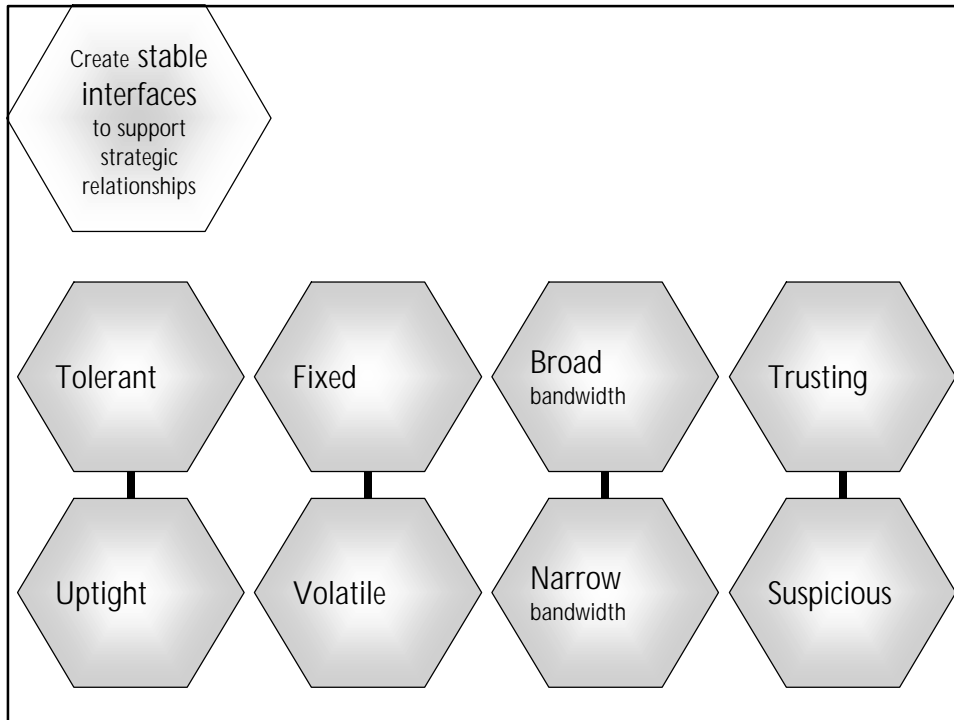 Create stable
interfaces
to support
strategic
relationships
Tolerant
Fixed
Broad
bandwidth
Trusting
Uptight
Volatile
Narrow
bandwidth
Suspicious